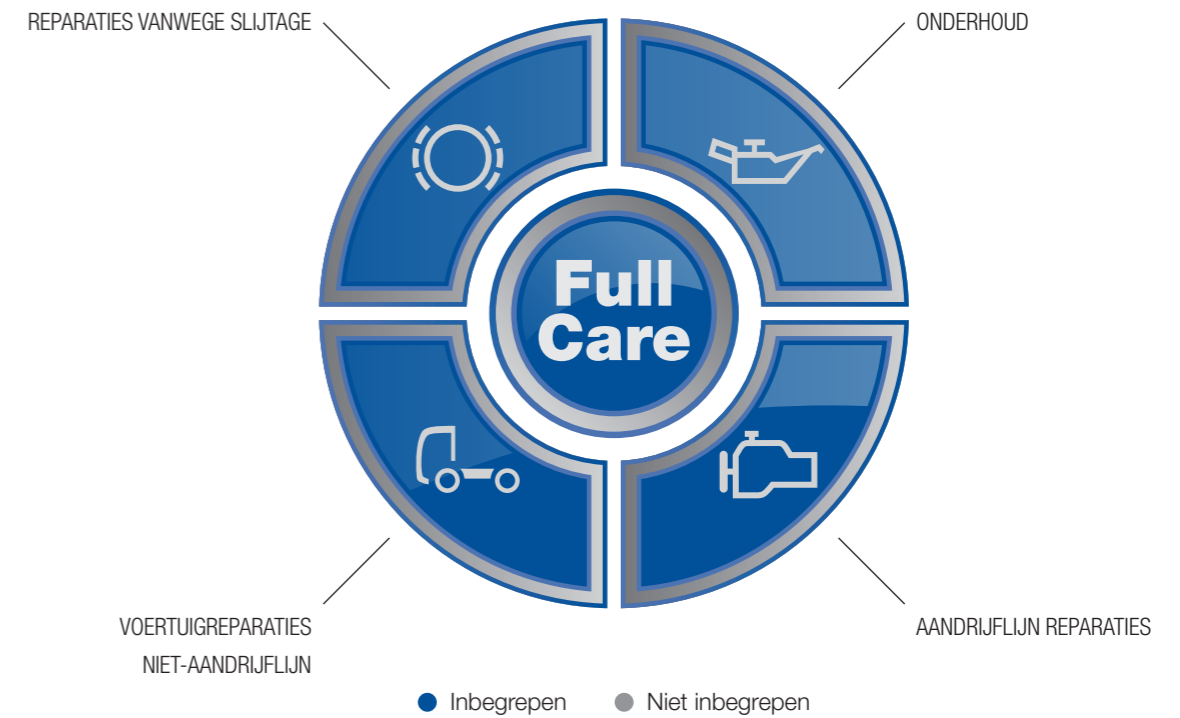 REPARATIES VANWEGE SLIJTAGE
ONDERHOUD
Full
Care
VOERTUIGREPARATIES
NIET-AANDRIJFLIJN
AANDRIJFLIJN REPARATIES
Inbegrepen
Niet inbegrepen